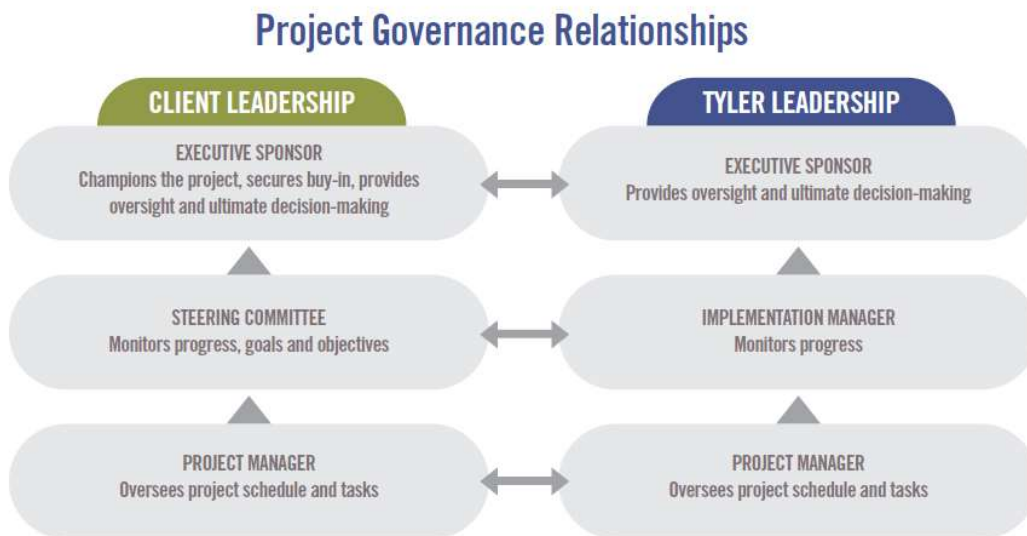 Project Governance Relationships
CLIENT LEADERSHIP
EXECUTIVE SPONSOR
Champions the project, secures buy-in, provides
oversight and ultimate decision-making
STEERING COMMITTEE
Monitors progress, goals and objectives
PROJECT MANAGER
Oversees project schedule and tasks
TYLER LEADERSHIP
EXECUTIVE SPONSOR
Provides oversight and ultimate decision-making
IMPLEMENTATION MANAGER
Monitors progress
PROJECT MANAGER
Oversees project schedule and tasks